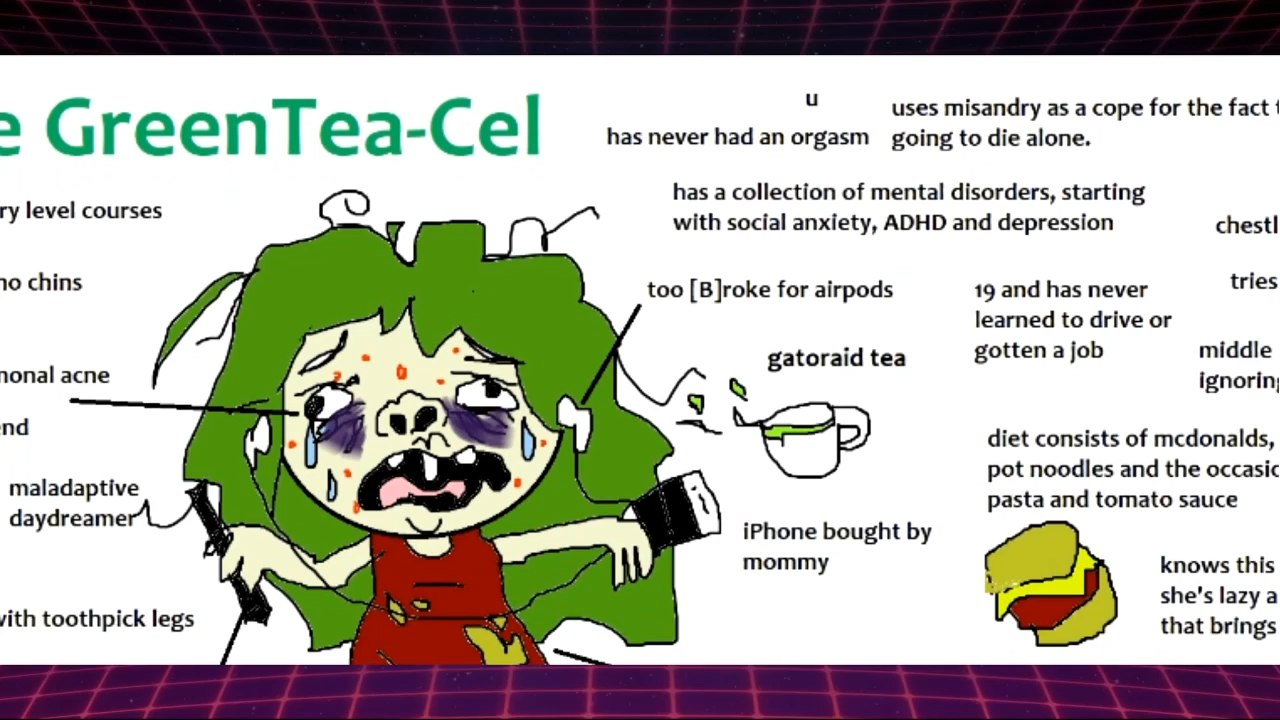 e GreenTea-Cel
u
has never had an orgasm
uses misandry as a cope for the fact t
going to die alone.
ry level courses
has a collection of mental disorders, starting
with social anxiety, ADHD and depression
chestl
no chins
too [B]roke for airpods
19 and has never
learned to drive or
gotten a job
tries
gatoraid tea
middle
ignoring
monal acne
end
diet consists of mcdonalds,
pot noodles and the occasio
pasta and tomato sauce
maladaptive
daydreamer
iPhone bought by
mommy
knows this
she's lazy a
that brings
with toothpick legs